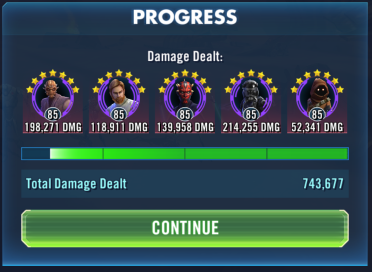 PROGRESS
Damage Dealt:
85 85 85 85 85
198,271 DMG 118,911 DMG 139,958 DMG 214,255 DMG 52,341 DMG
Total Damage Dealt 743,677
CONTINUE